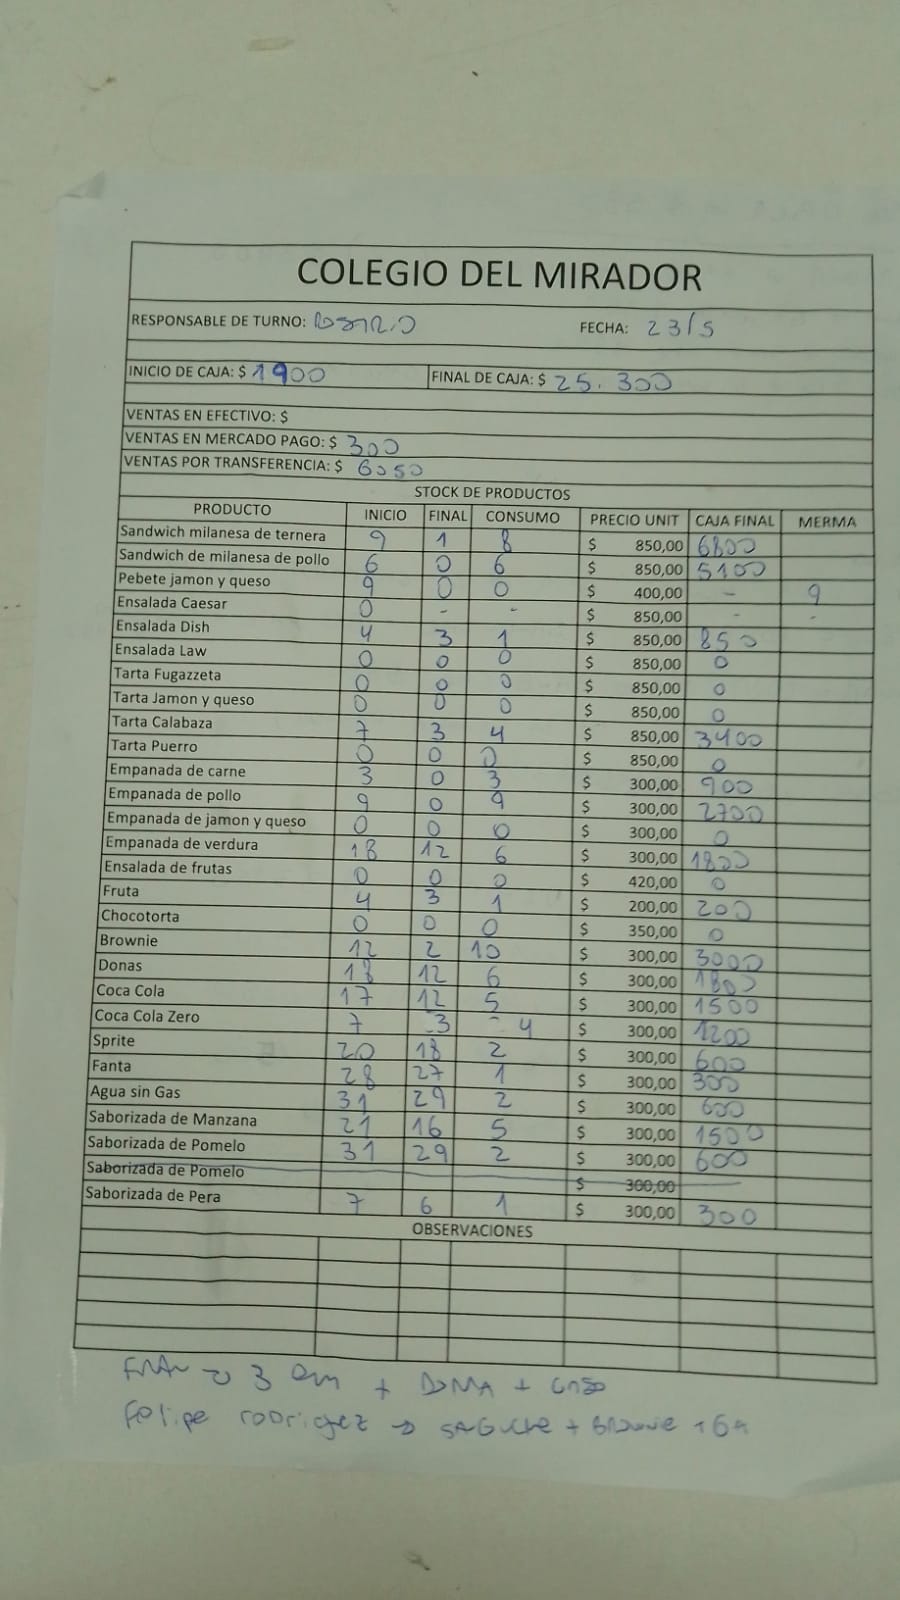 COLEGIO DEL MIRADOR
RESPONSABLE DE TURNO: FECHA: 23/5
INICIO DE CAJA: $ 1900 FINAL DE CAJA: $ 25.300
VENTAS EN EFECTIVO: $
VENTAS EN MERCADO PAGO: $ 300
VENTAS POR TRANSFERENCIA: $ 6050
STOCK DE PRODUCTOS
PRODUCTO INICIO FINAL CONSUMO PRECIO UNIT CAJA FINAL MERMA
Sandwich milanesa de ternera 9 1 8 $ 850,00 6800
Sandwich de milanesa de pollo 6 0 6 $ 850,00 5100
Pebete jamon y queso 9 0 0 $ 400,00 - 9
Ensalada Caesar 0 - - $ 850,00 - -
Ensalada Dish 4 3 1 $ 850,00 850
Ensalada Law 0 0 0 $ 850,00 0
Tarta Fugazzeta 0 0 0 $ 850,00 0
Tarta Jamon y queso 0 0 0 $ 850,00 0
Tarta Calabaza 7 3 4 $ 850,00 3400
Tarta Puerro 0 0 0 $ 850,00 0
Empanada de carne 3 0 3 $ 300,00 900
Empanada de pollo 9 0 9 $ 300,00 2700
Empanada de jamon y queso 0 0 0 $ 300,00 0
Empanada de verdura 18 12 6 $ 300,00 1800
Ensalada de frutas 0 0 0 $ 420,00 0
Fruta 4 3 1 $ 200,00 200
Chocotorta 0 0 0 $ 350,00 0
Brownie 12 2 10 $ 300,00 3000
Donas 18 12 6 $ 300,00 1800
Coca Cola 17 12 5 $ 300,00 1500
Coca Cola Zero 7 3 - 4 $ 300,00 1200
Sprite 20 18 2 $ 300,00 600
Fanta 28 27 1 $ 300,00 300
Agua sin Gas 31 29 2 $ 300,00 600
Saborizada de Manzana 21 16 5 $ 300,00 1500
Saborizada de Pomelo 31 29 2 $ 300,00 600
Saborizada de Pomelo $ 300,00
Saborizada de Pera 7 6 1 $ 300,00 300
OBSERVACIONES
3 + +
Felipe rodrigez → + Brownie +